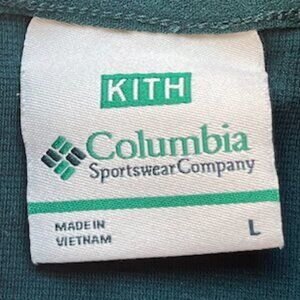 KITH
Columbia
SportswearCompany
MADE IN
VIETNAM
L